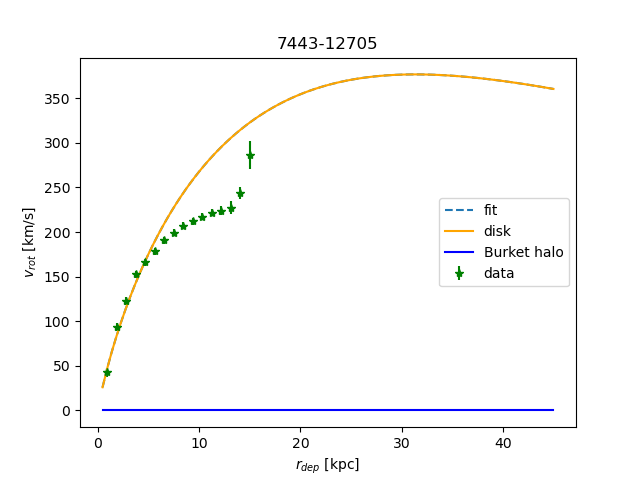 7443-12705
350
300
250
200
150
100
50
0
v_rot [km/s]
fit
disk
Burket halo
data
0 10 20 30 40
r_dep [kpc]